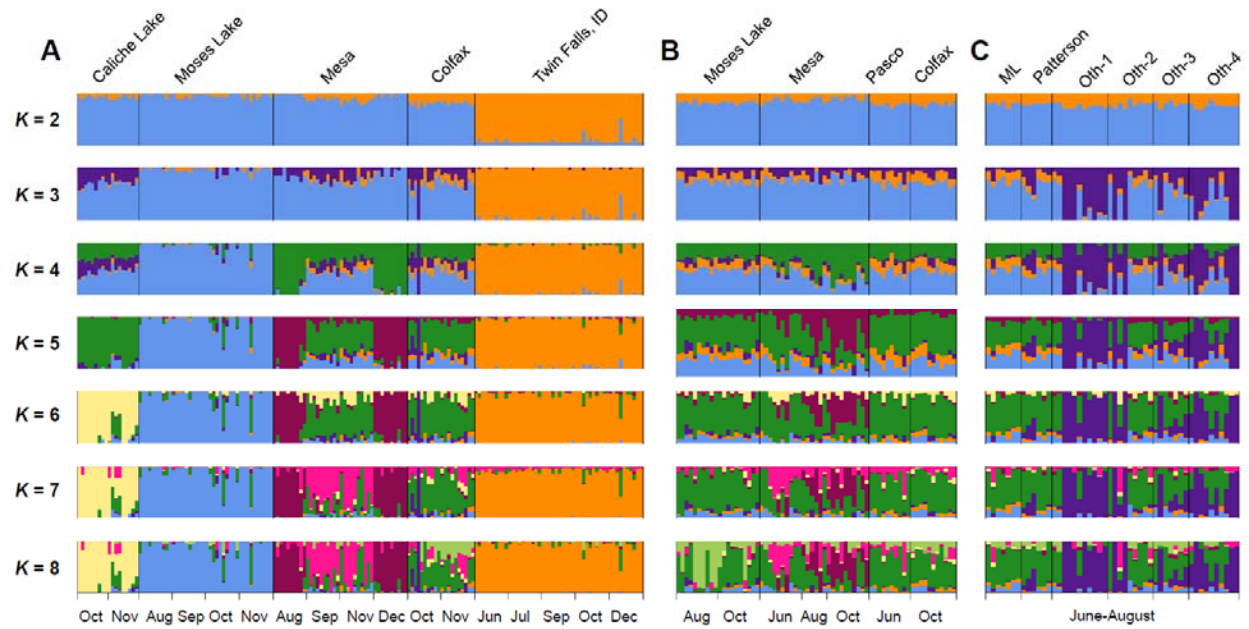 A
Caliche Lake
Moses Lake
Mesa
Colfax
Twin Falls, ID
B
Moses Lake
Mesa
Pasco
Colfax
C
ML
Patterson
Oth-1
Oth-2
Oth-3
Oth-4
K = 2
K = 3
K = 4
K = 5
K = 6
K = 7
K = 8
Oct Nov Aug Sep Oct Nov Aug Sep Nov Dec Oct Nov Jun Jul Sep Oct Dec
Aug Oct Jun Aug Oct Jun Oct
June-August